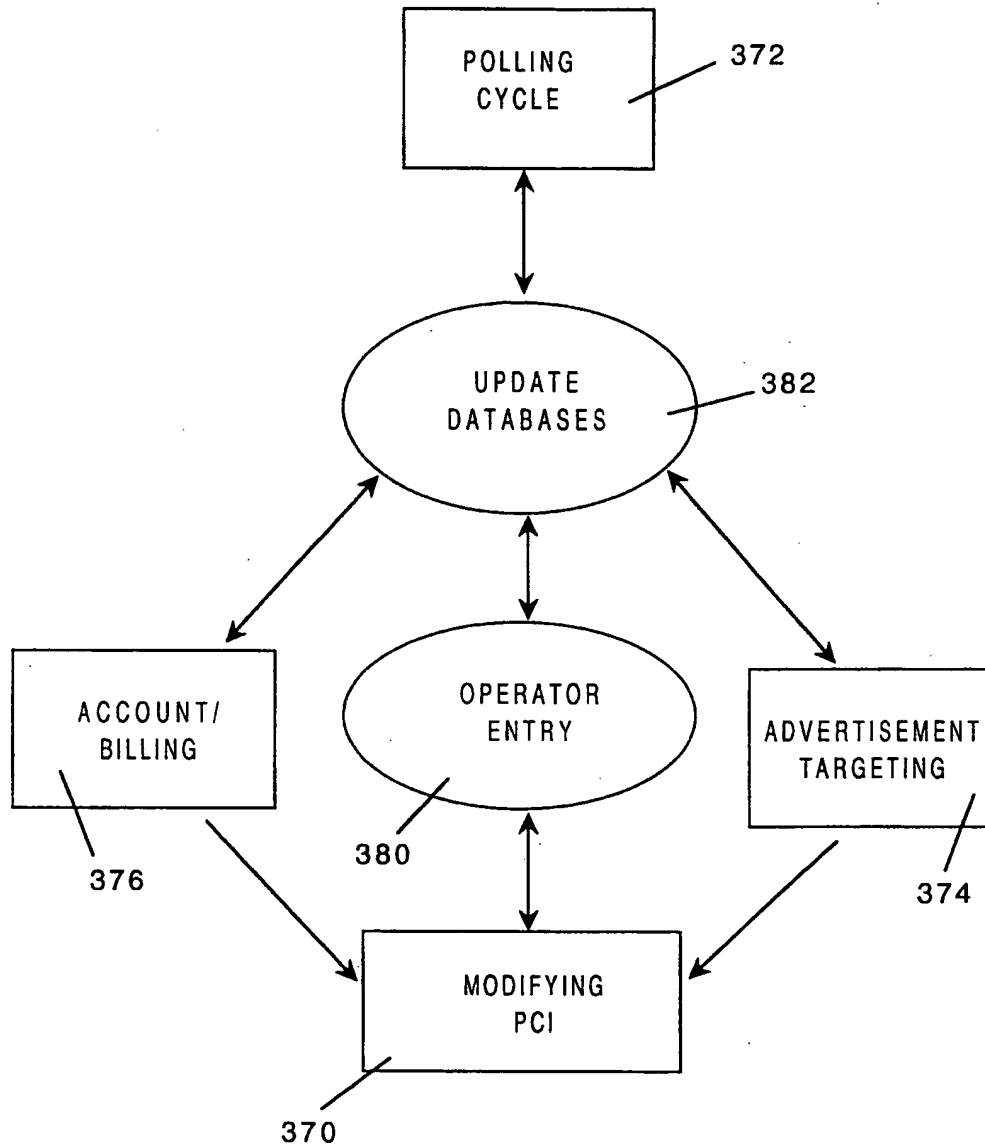 POLLING
CYCLE
372
UPDATE
DATABASES
382
ACCOUNT/
BILLING
376
OPERATOR
ENTRY
380
ADVERTISEMENT
TARGETING
374
MODIFYING
PCI
370